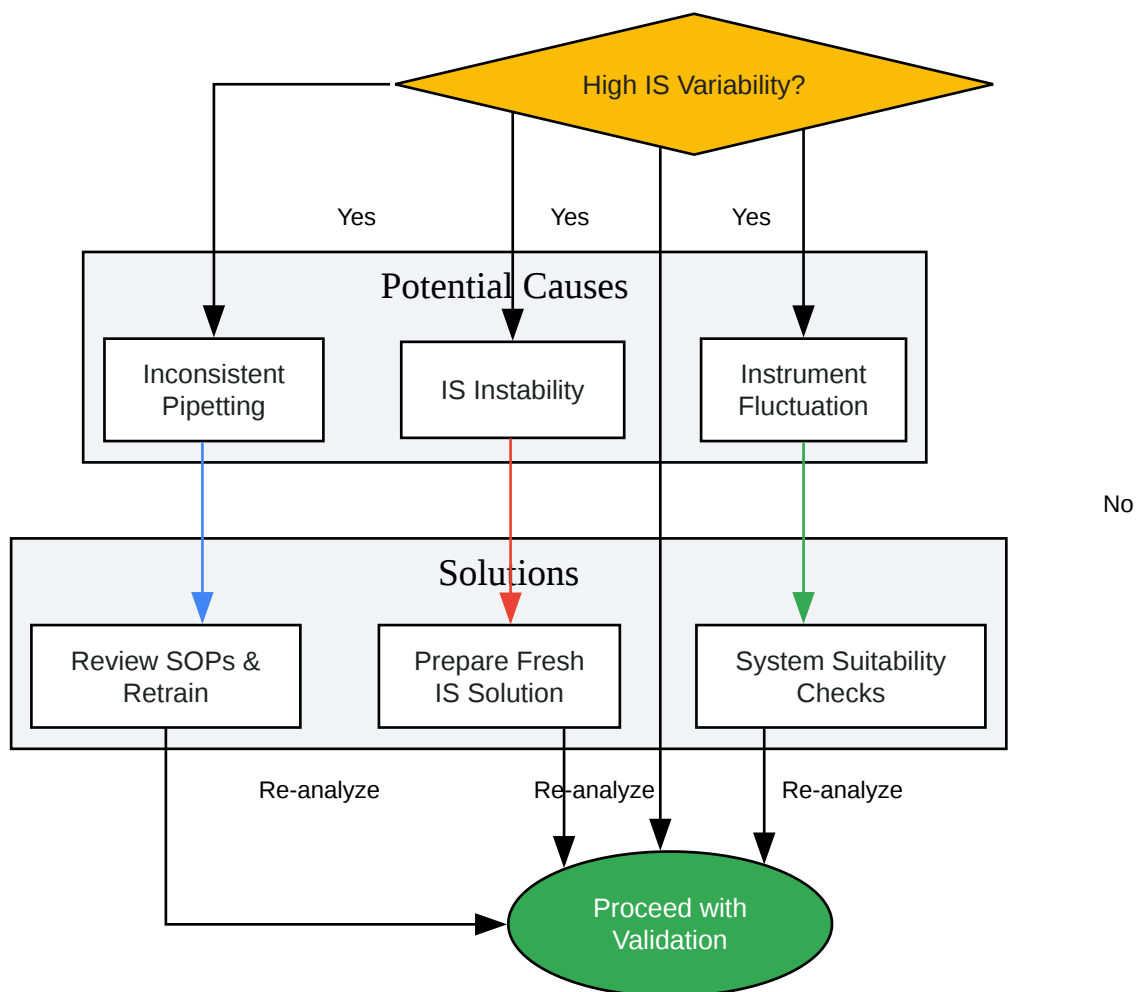 High IS Variability?
Yes
Yes
Yes
Potential Causes
Inconsistent
Pipetting
IS Instability
Instrument
Fluctuation
No
Solutions
Review SOPs &
Retrain
Prepare Fresh
IS Solution
System Suitability
Checks
Re-analyze
Re-analyze
Re-analyze
Proceed with
Validation